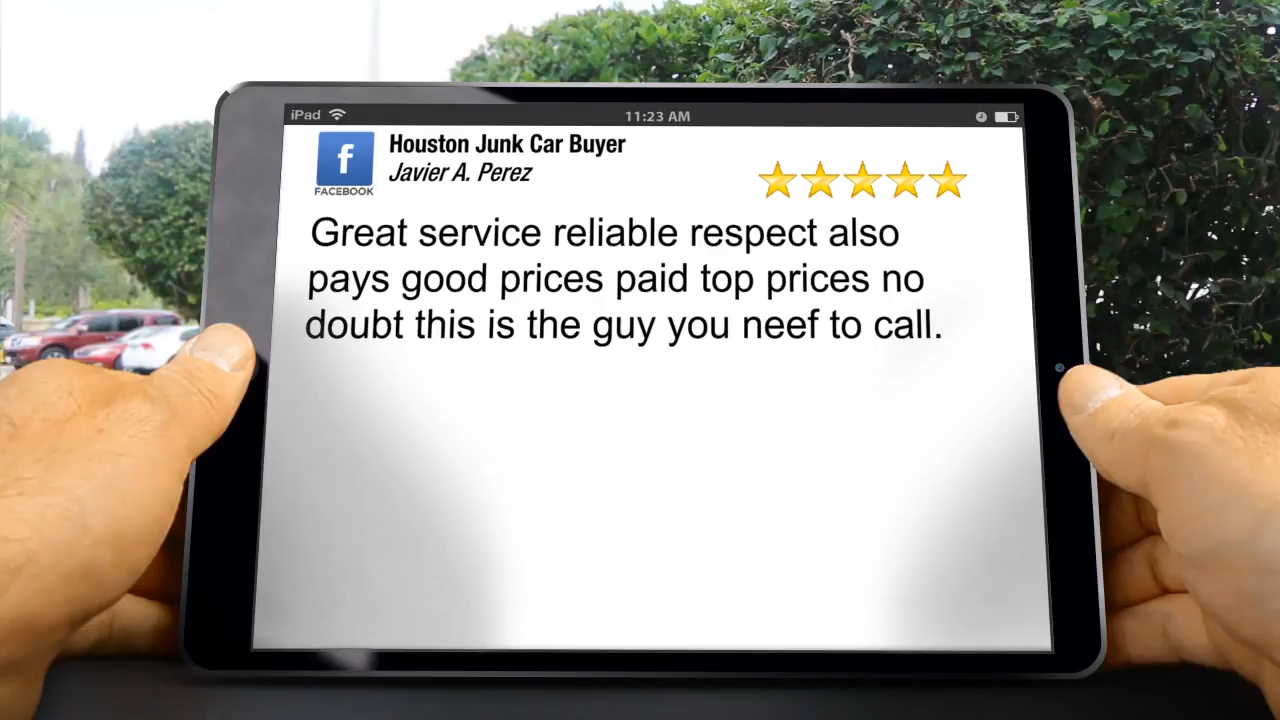 iPad 11:23 AM
f
FACEBOOK
Houston Junk Car Buyer
Javier A. Perez
Great service reliable respect also
pays good prices paid top prices no
doubt this is the guy you neef to call.